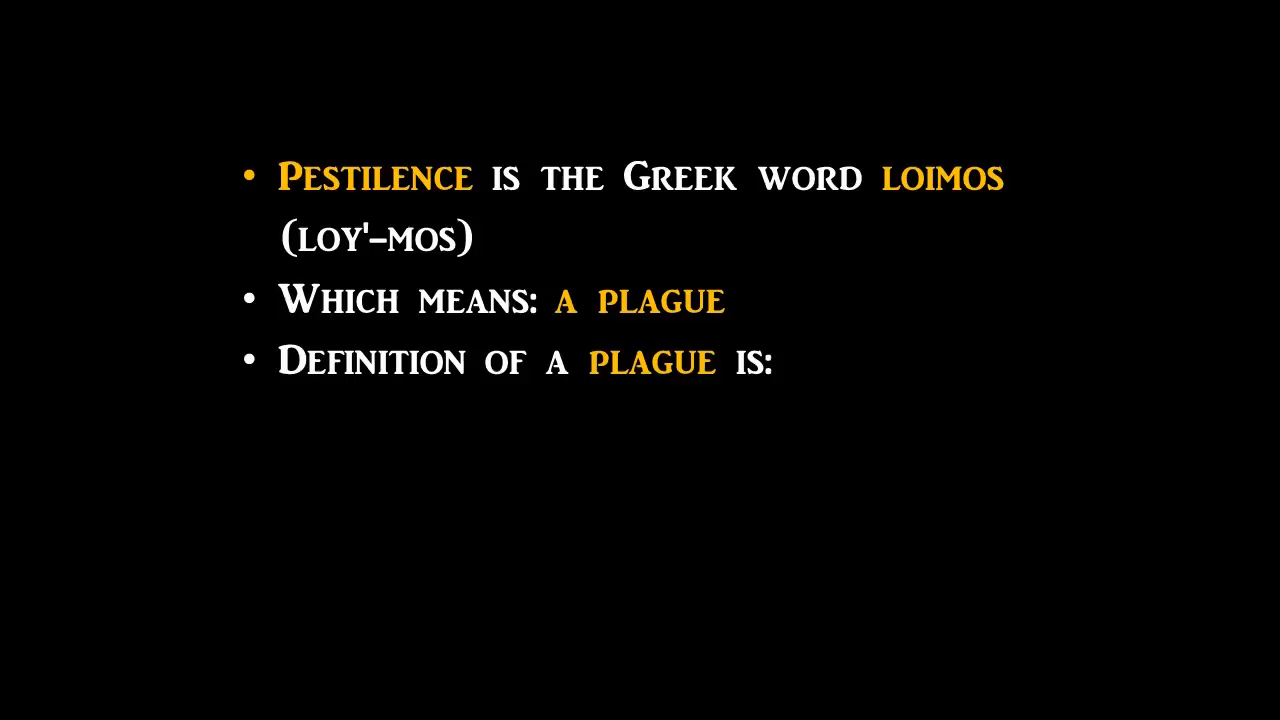 • Pestilence is the Greek word loimos
(loy'-mos)
• Which means: a plague
• Definition of a plague is: